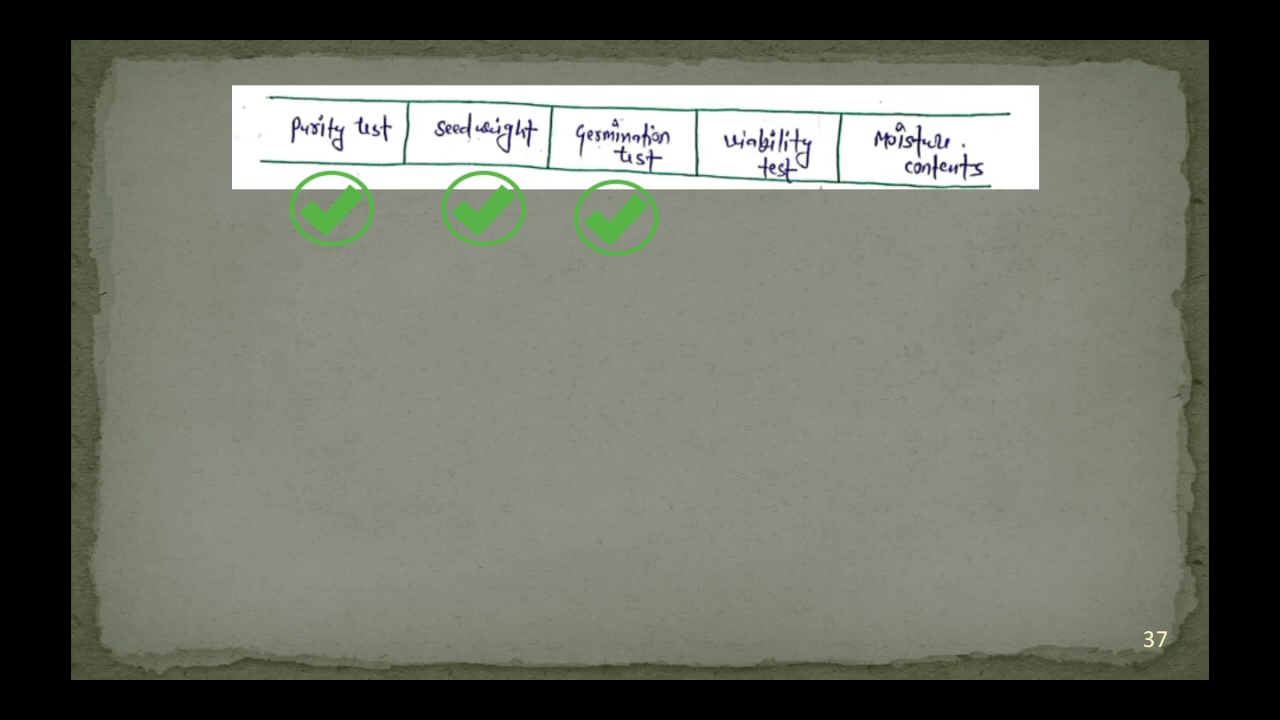 Purity test
Seed weight
Germination
test
viability
test
Moisture.
contents
37